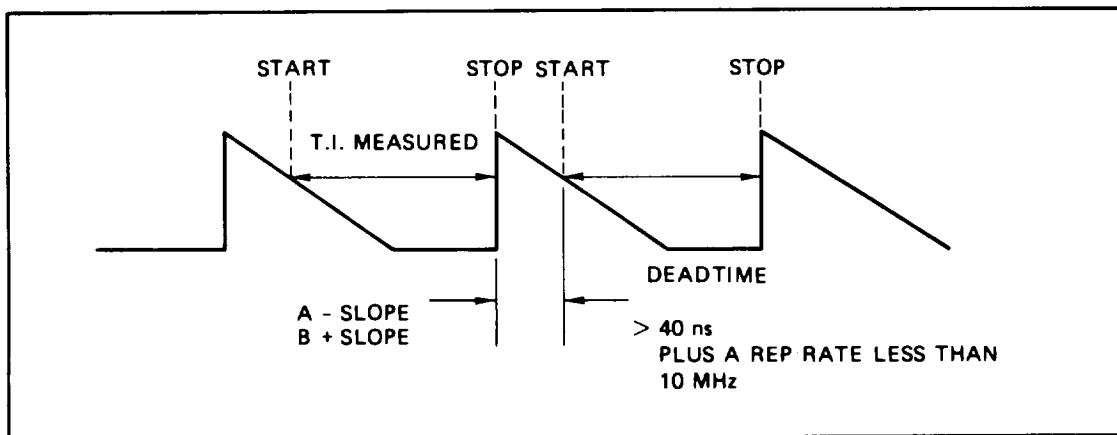 START STOP START STOP
T.I. MEASURED
DEADTIME
A - SLOPE
B + SLOPE
> 40 ns
PLUS A REP RATE LESS THAN
10 MHz